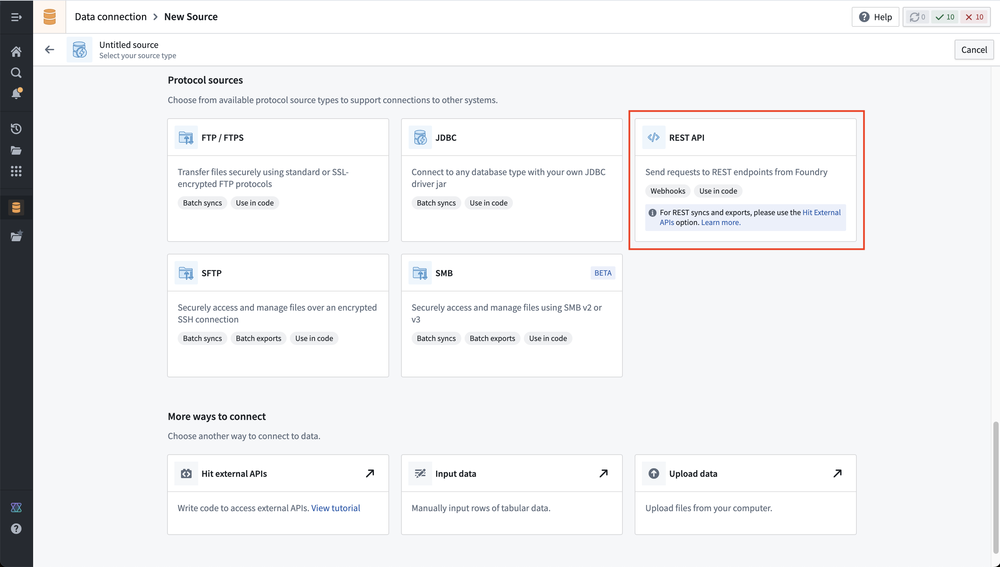 Data connection > New Source
Help
0
10
10
Untitled source
Select your source type
Cancel
Protocol sources
Choose from available protocol source types to support connections to other systems.
FTP / FTPS
Transfer files securely using standard or SSL-
encrypted FTP protocols
Batch syncs
Use in code
JDBC
Connect to any database type with your own JDBC
driver jar
Batch syncs
Use in code
REST API
Send requests to REST endpoints from Foundry
Webhooks
Use in code
For REST syncs and exports, please use the Hit External
APIs option. Learn more.
SFTP
Securely access and manage files over an encrypted
SSH connection
Batch syncs
Batch exports
Use in code
SMB
BETA
Securely access and manage files using SMB v2 or
v3
Batch syncs
Batch exports
Use in code
More ways to connect
Choose another way to connect to data.
Hit external APIs
Write code to access external APIs. View tutorial
Input data
Manually input rows of tabular data.
Upload data
Upload files from your computer.